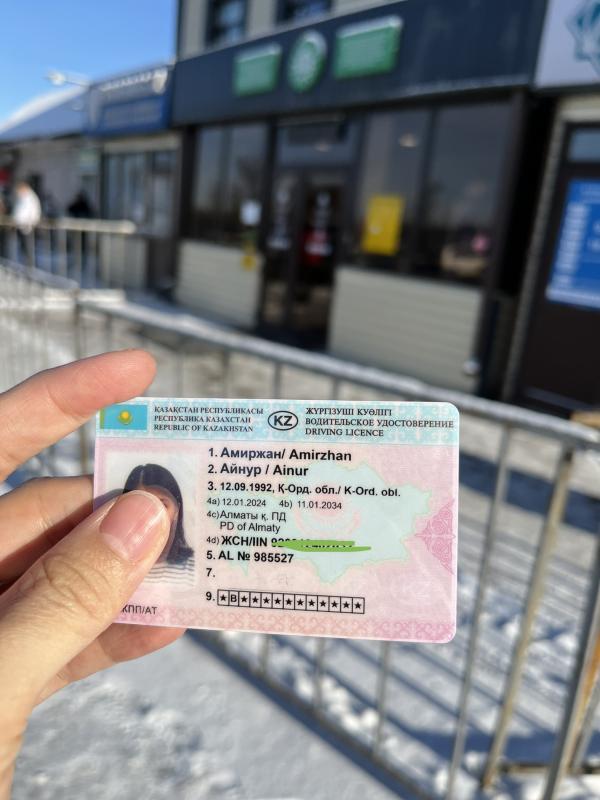 ҚАЗАҚСТАН РЕСПУБЛИКАСЫ
РЕСПУБЛИКА КАЗАХСТАН
REPUBLIC OF KAZAKHSTAN
KZ
ЖҮРГІЗУШІ КУӘЛІГІ
ВОДИТЕЛЬСКОЕ УДОСТОВЕРЕНИЕ
DRIVING LICENCE
1. Амиржан/ Amirzhan
2. Айнур / Ainur
3. 12.09.1992, Қ-Орд. обл./ K-Ord. obl.
4a) 12.01.2024 4b) 11.01.2034
4c) Алматы қ. ПД
PD of Almaty
4d) ЖСН/IIN
5. AL № 985527
7.
9. ★B★★★★★★★★★★★★
КПП/АТ